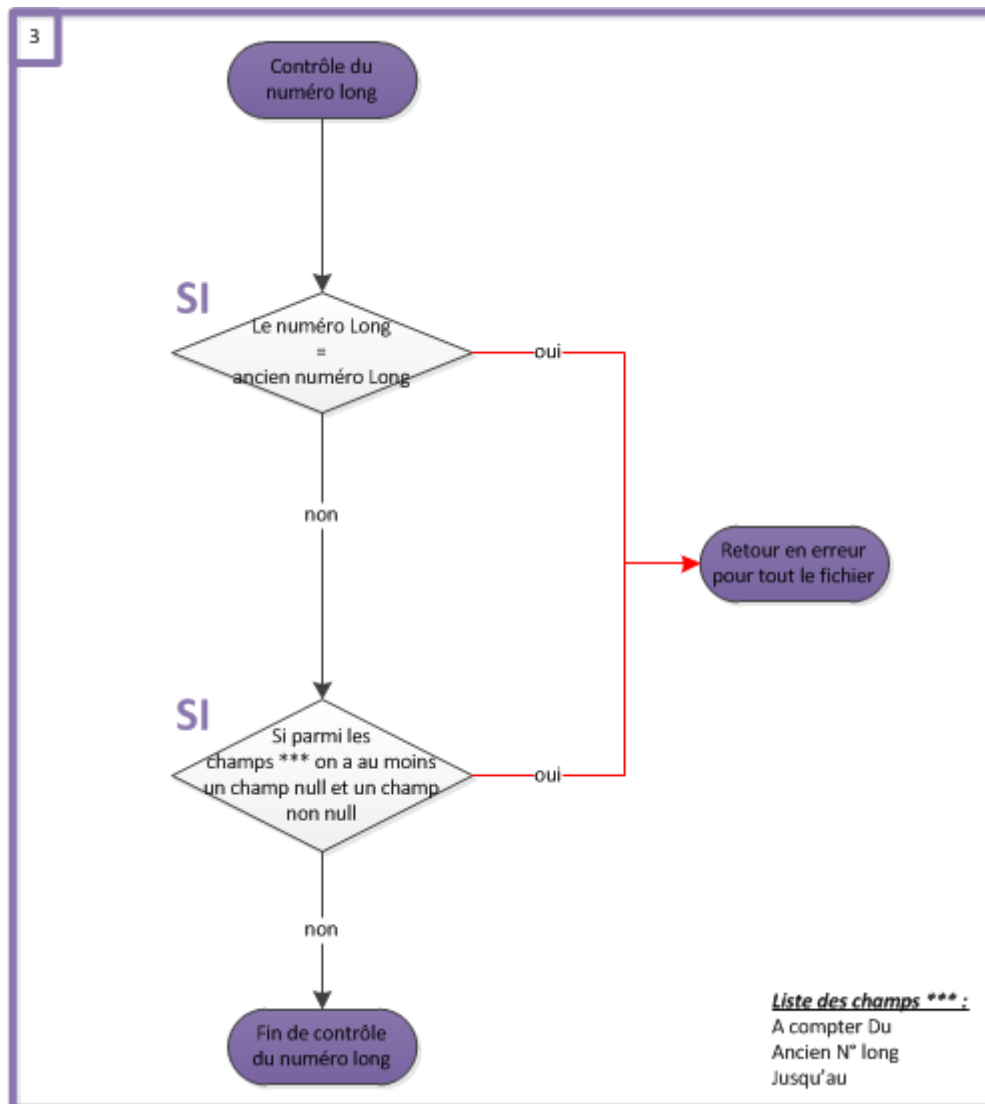 3
Contrôle du
numéro long
SI
Le numéro Long
=
ancien numéro Long
oui
non
Retour en erreur
pour tout le fichier
SI
Si parmi les
champs *** on a au moins
un champ null et un champ
non null
oui
non
Fin de contrôle
du numéro long
Liste des champs *** :
A compter Du
Ancien N° long
Jusqu'au